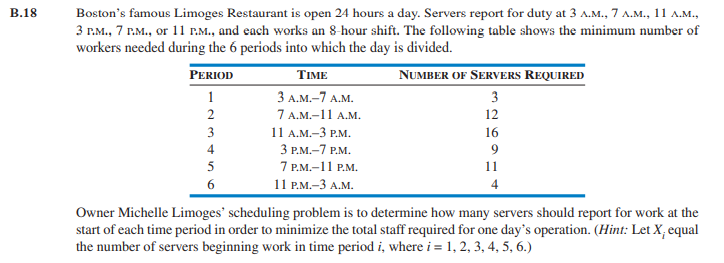 B.18 Boston's famous Limoges Restaurant is open 24 hours a day. Servers report for duty at 3 A.M., 7 A.M., 11 A.M.,
3 P.M., 7 P.M., or 11 P.M., and each works an 8-hour shift. The following table shows the minimum number of
workers needed during the 6 periods into which the day is divided.
PERIOD TIME NUMBER OF SERVERS REQUIRED
1 3 A.M.–7 A.M. 3
2 7 A.M.–11 A.M. 12
3 11 A.M.–3 P.M. 16
4 3 P.M.–7 P.M. 9
5 7 P.M.–11 P.M. 11
6 11 P.M.–3 A.M. 4
Owner Michelle Limoges' scheduling problem is to determine how many servers should report for work at the
start of each time period in order to minimize the total staff required for one day's operation. (Hint: Let Xi equal
the number of servers beginning work in time period i, where i = 1, 2, 3, 4, 5, 6.)